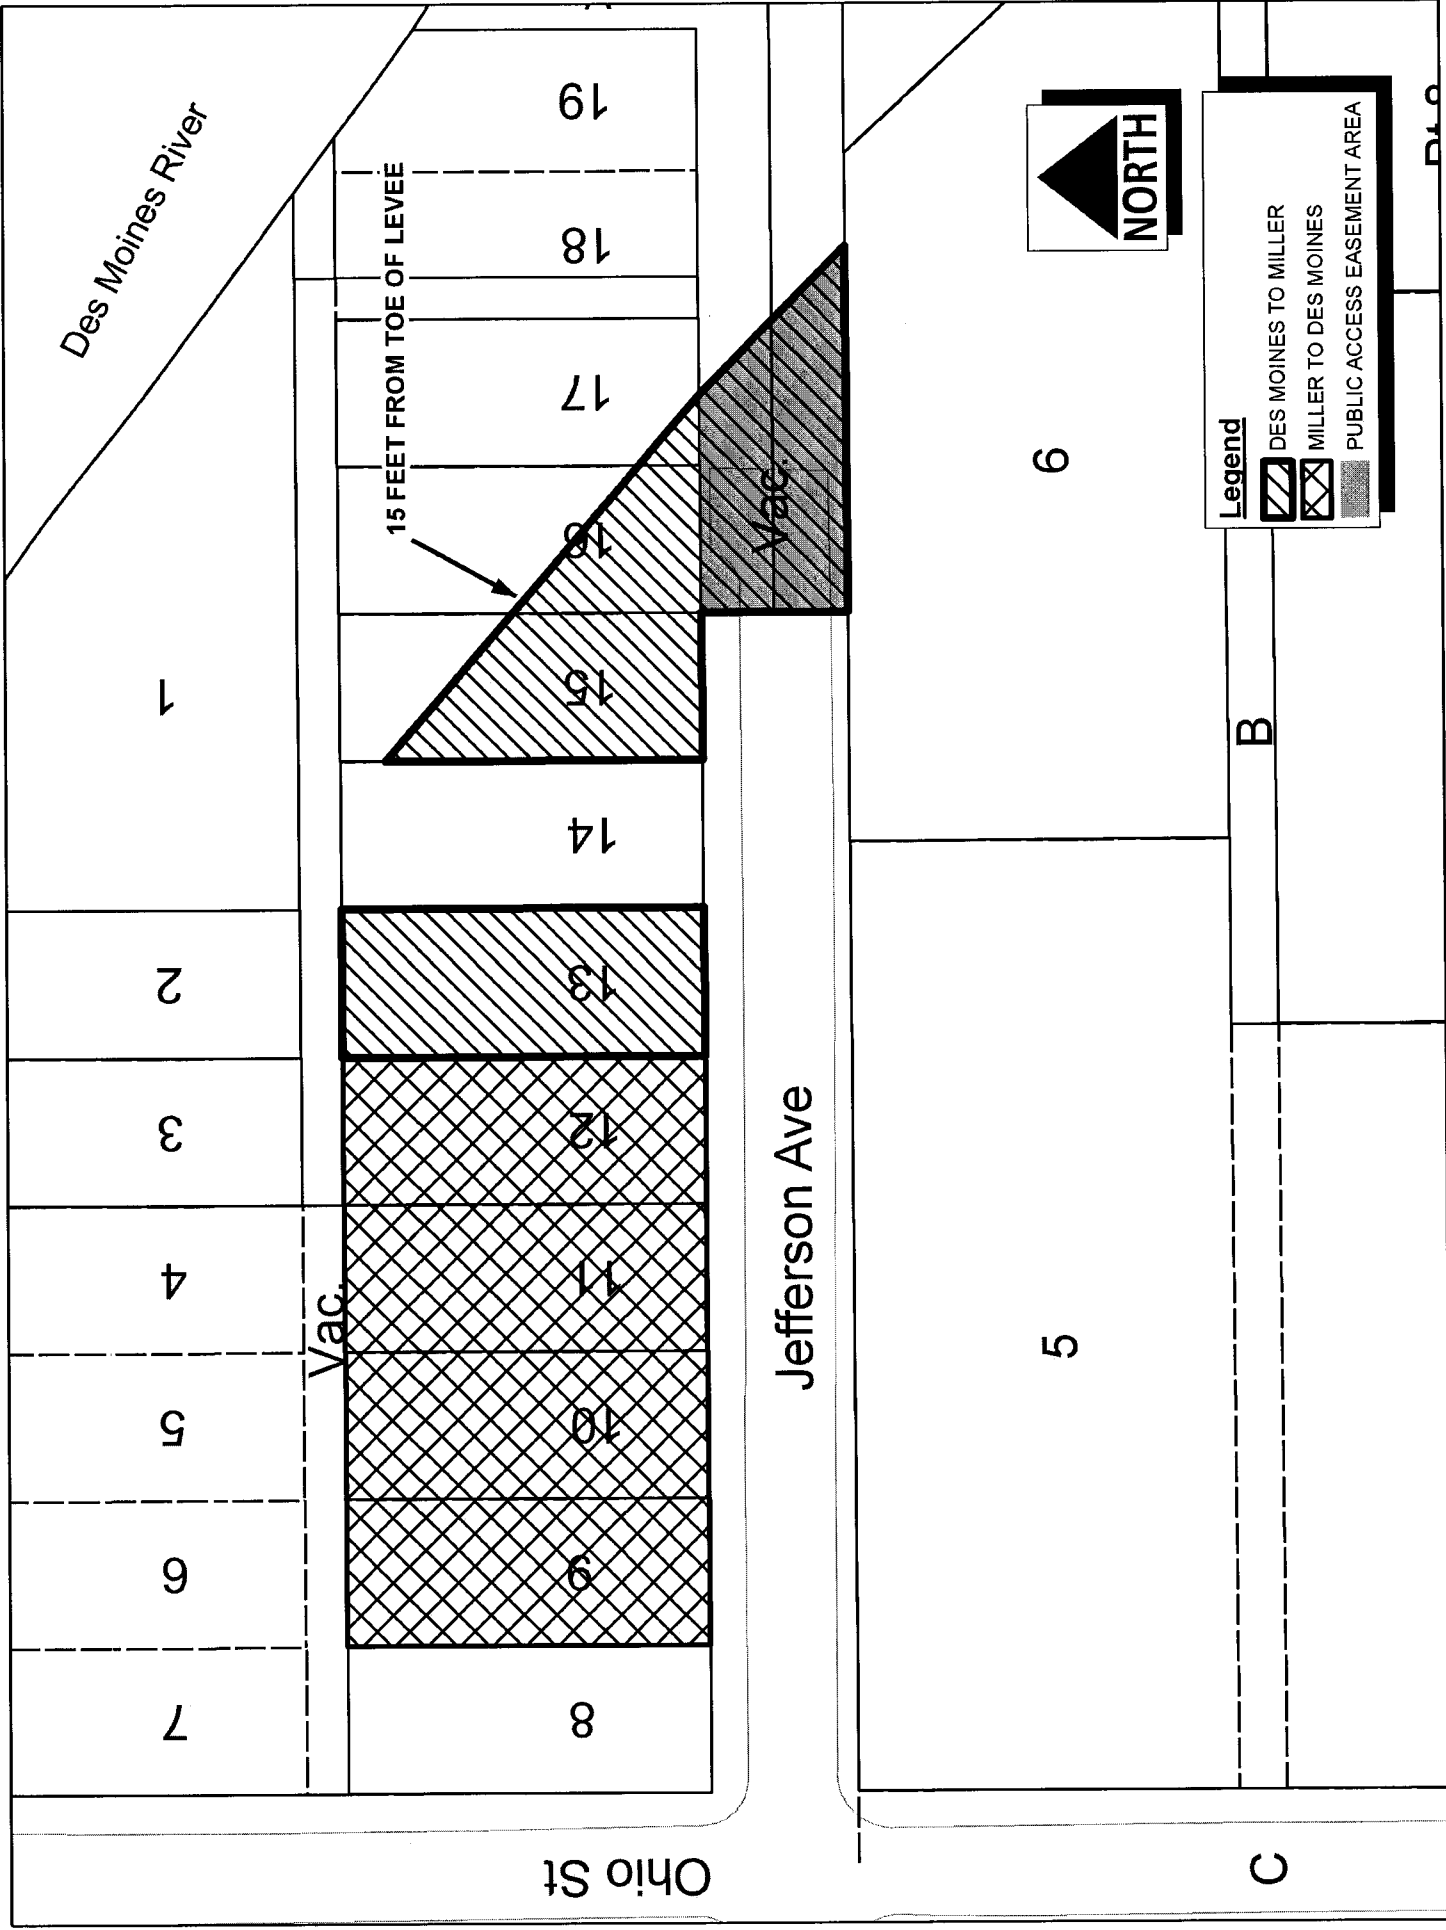 Des Moines River
7
6
5
4
3
2
1
Vac.
15 FEET FROM TOE OF LEVEE
Ohio St
8
9
10
11
12
13
14
15
16
17
18
19
Jefferson Ave
Vac.
5
6
NORTH
C
B
Legend
DES MOINES TO MILLER
MILLER TO DES MOINES
PUBLIC ACCESS EASEMENT AREA